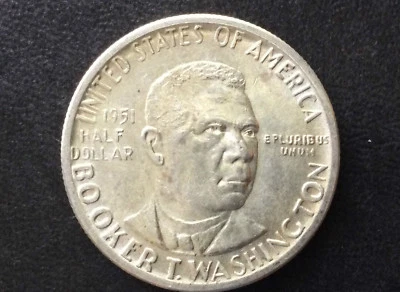 UNITED STATES OF AMERICA
1951
HALF
DOLLAR
E PLURIBUS
UNUM
BOOKER T. WASHINGTON